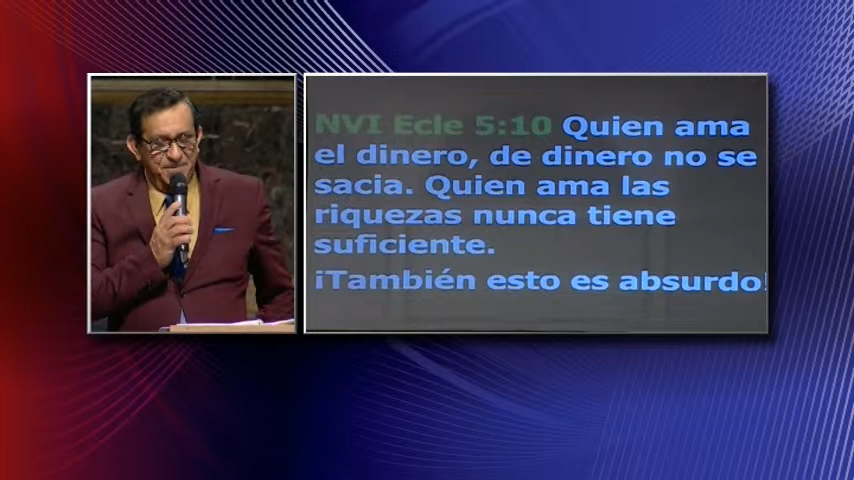 NVI Ecle 5:10 Quien ama
el dinero, de dinero no se
sacia. Quien ama las
riquezas nunca tiene
suficiente.
¡También esto es absurdo!